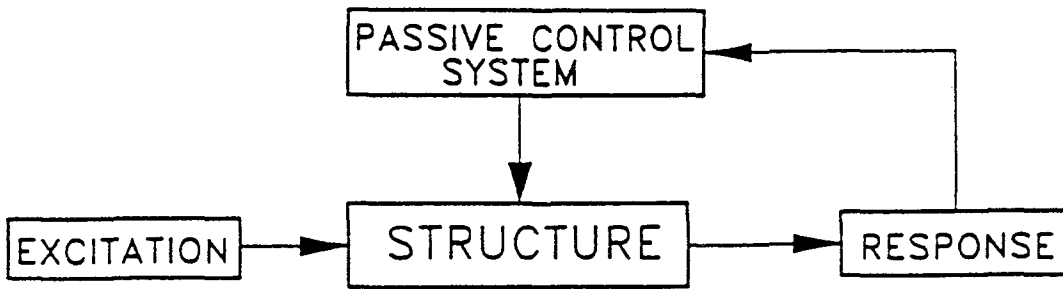 PASSIVE CONTROL
SYSTEM
EXCITATION
STRUCTURE
RESPONSE